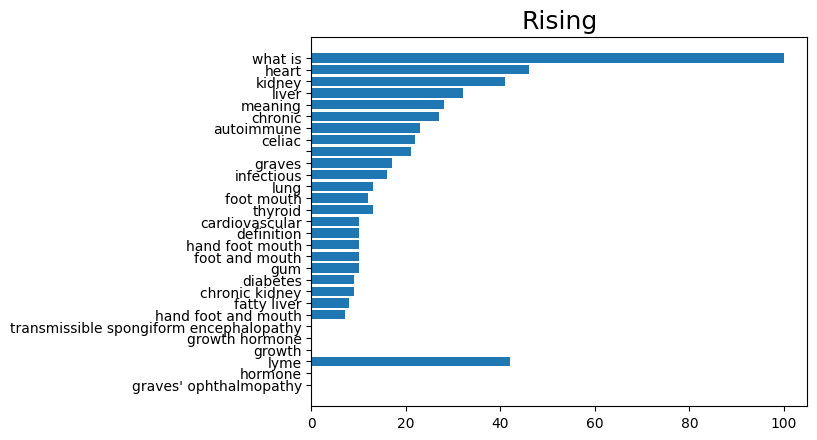 Rising
what is
heart
kidney
liver
meaning
chronic
autoimmune
celiac
graves
infectious
lung
foot mouth
thyroid
cardiovascular
definition
hand foot mouth
foot and mouth
gum
diabetes
chronic kidney
fatty liver
hand foot and mouth
transmissible spongiform encephalopathy
growth hormone
growth
lyme
hormone
graves' ophthalmopathy
0 20 40 60 80 100